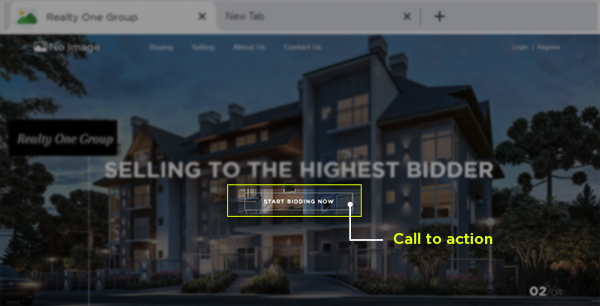 Realty One Group
New Tab
No Image
Buying Selling About Us Contact Us
Login Register
Realty One Group
SELLING TO THE HIGHEST BIDDER
START BIDDING NOW
Call to action
02